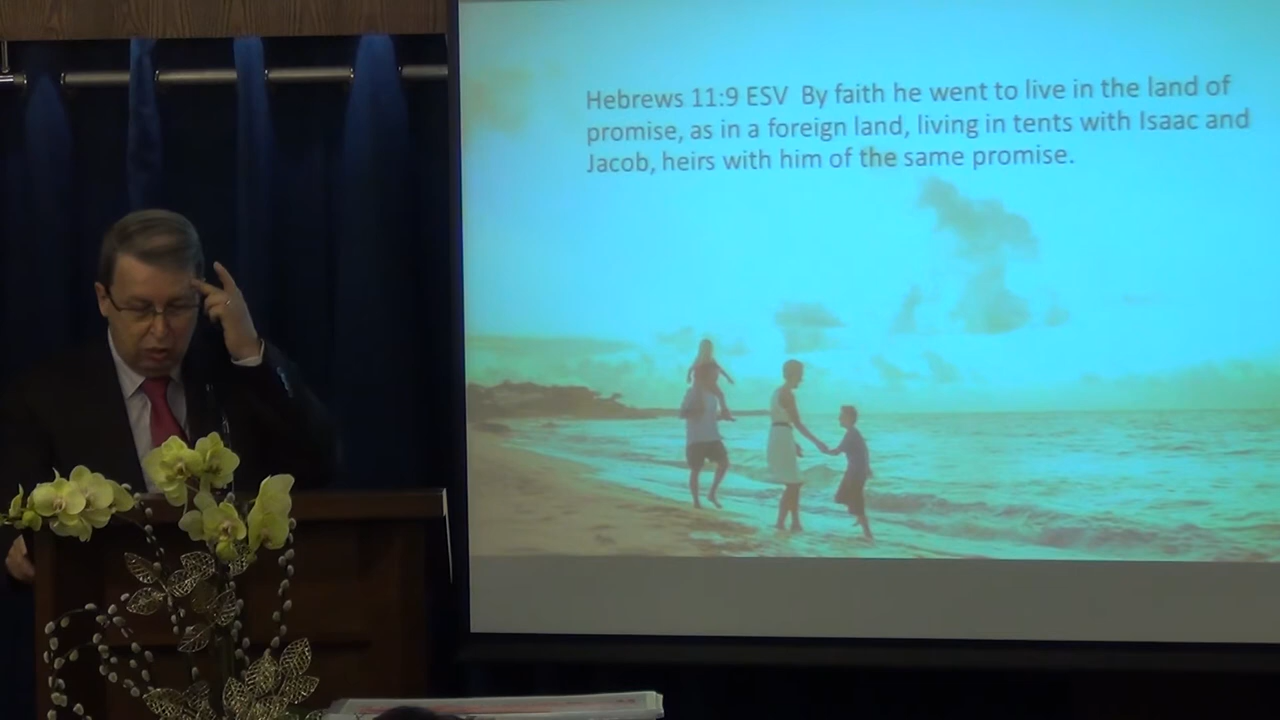 Hebrews 11:9 ESV  By faith he went to live in the land of
promise, as in a foreign land, living in tents with Isaac and
Jacob, heirs with him of the same promise.